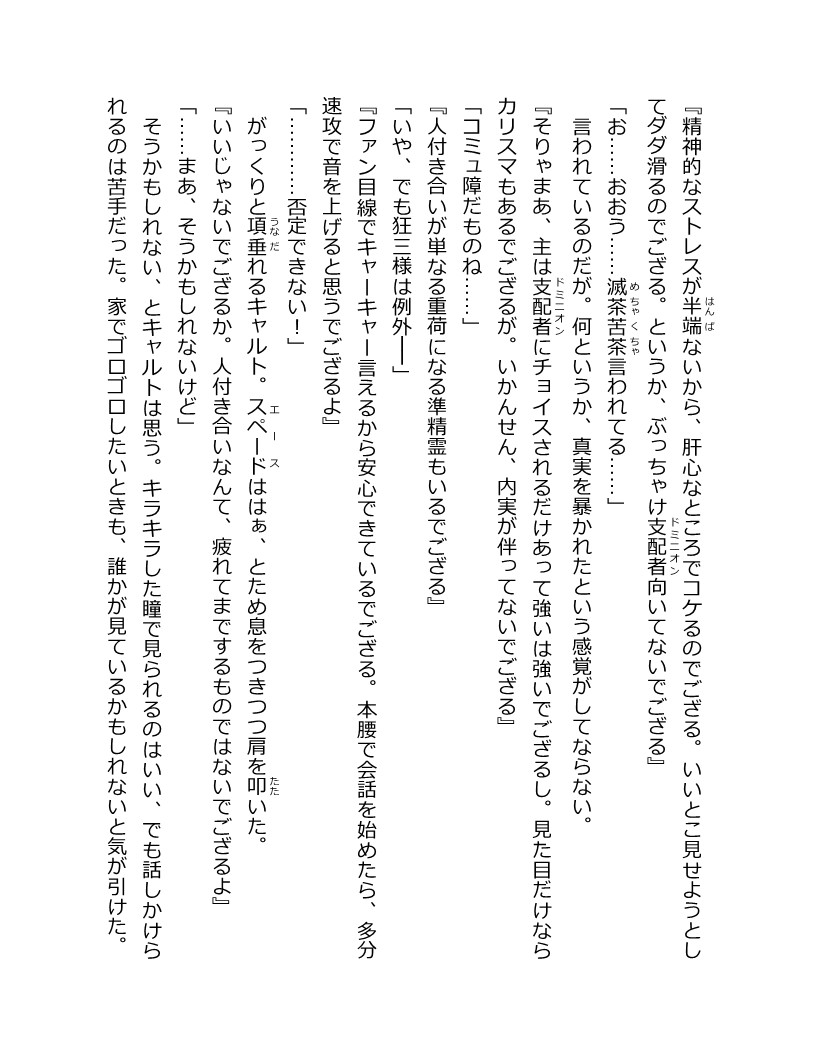 『精神的なストレスが半端ないから、肝心なところでコケるのでござる。いいとこ見せようとし
てダダ滑るのでござる。というか、ぶっちゃけ支配者向いてないでござる』
「お……おおう……滅茶苦茶言われてる……」
言われているのだが。何というか、真実を暴かれたという感覚がしてならない。
『そりゃまあ、主は支配者にチョイスされるだけあって強いは強いでござるし。見た目だけなら
カリスマもあるでござるが。いかんせん、内実が伴ってないでござる』
「コミュ障だものね……」
『人付き合いが単なる重荷になる準精霊もいるでござる』
「いや、でも狂三様は例外――」
『ファン目線でキャーキャー言えるから安心できているでござる。本腰で会話を始めたら、多分
速攻で音を上げると思うでござるよ』
「…………否定できない！」
がっくりと項垂れるキャルト。スペードははぁ、とため息をつきつつ肩を叩いた。
『いいじゃないでござるか。人付き合いなんて、疲れてまでするものではないでござるよ』
「……まあ、そうかもしれないけど」
そうかもしれない、とキャルトは思う。キラキラした瞳で見られるのはいい、でも話しかけら
れるのは苦手だった。家でゴロゴロしたいときも、誰かが見ているかもしれないと気が引けた。